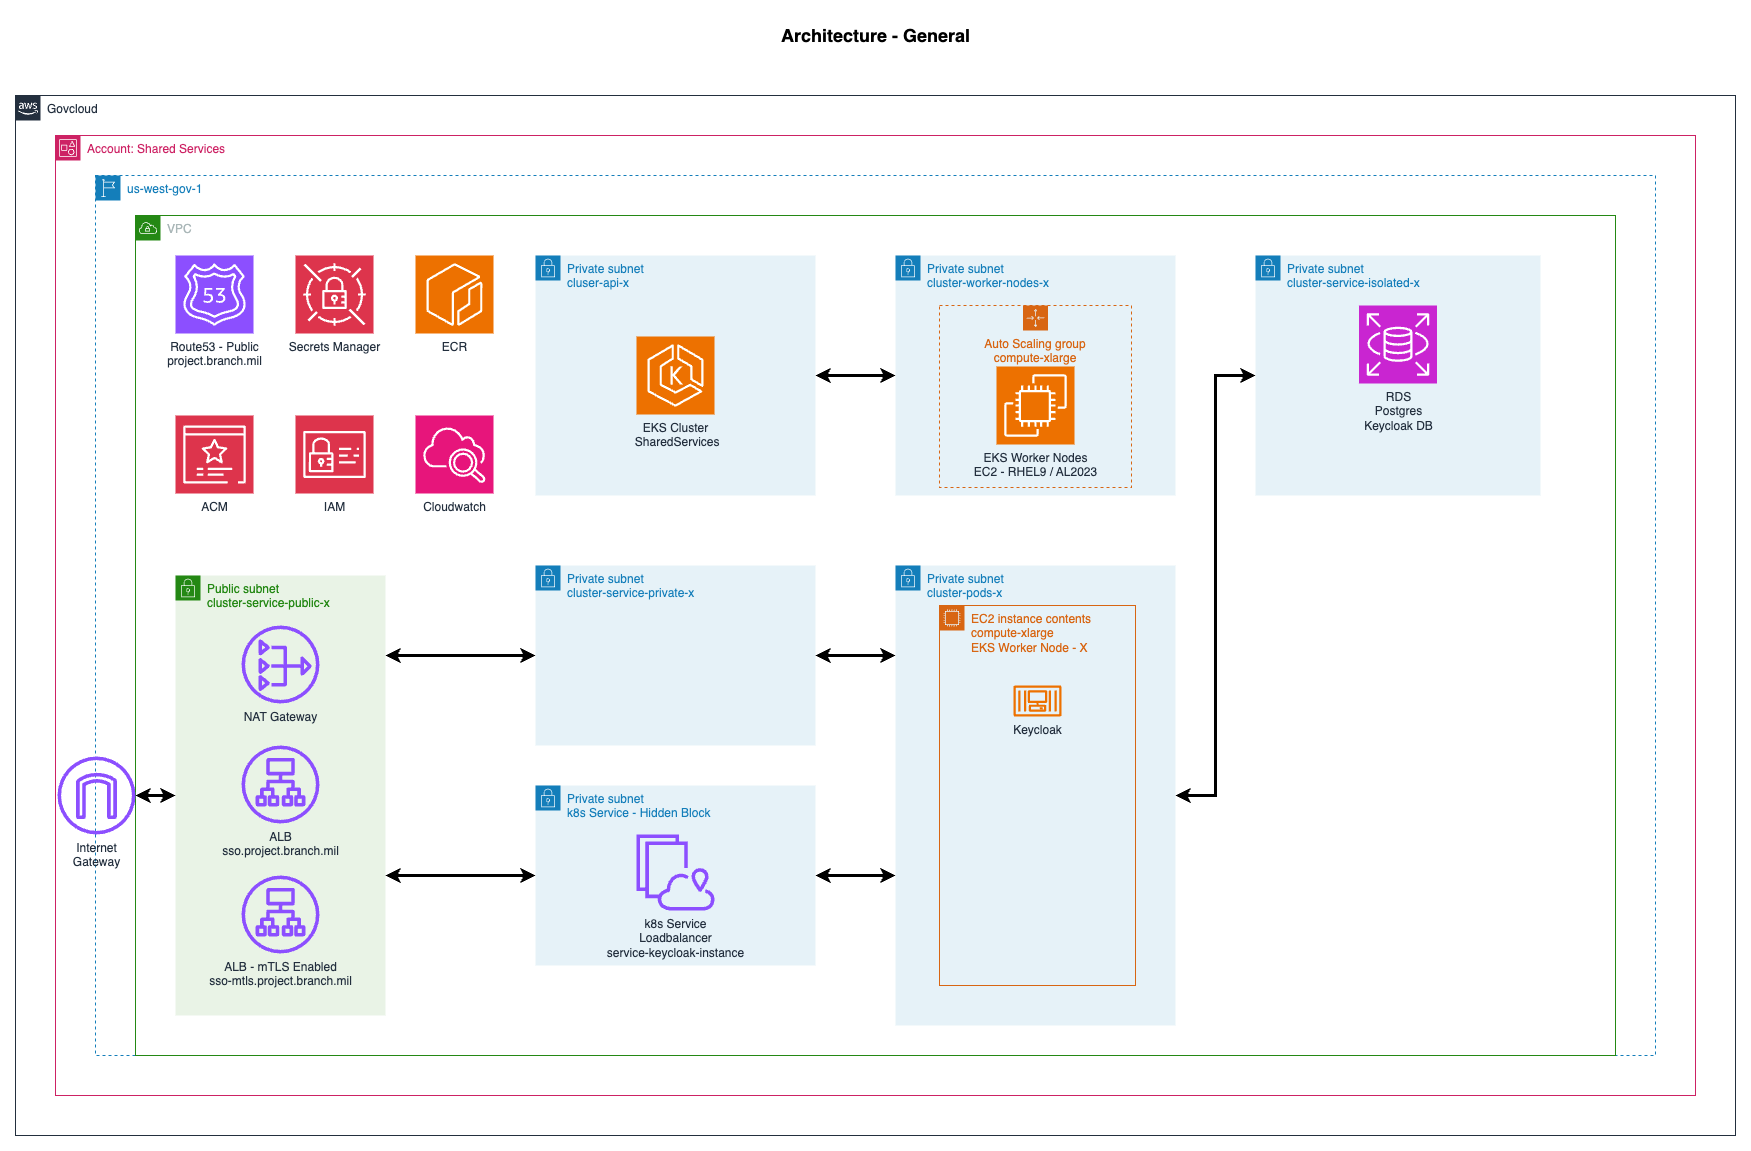 Architecture - General
aws
Govcloud
Account: Shared Services
us-west-gov-1
VPC
53
Route53 - Public
project.branch.mil
Secrets Manager
ECR
ACM
IAM
Cloudwatch
Private subnet
cluser-api-x
K
EKS Cluster
SharedServices
Private subnet
cluster-worker-nodes-x
Auto Scaling group
compute-xlarge
EKS Worker Nodes
EC2 - RHEL9 / AL2023
Private subnet
cluster-service-isolated-x
RDS
Postgres
Keycloak DB
Public subnet
cluster-service-public-x
NAT Gateway
ALB
sso.project.branch.mil
ALB - mTLS Enabled
sso-mtls.project.branch.mil
Internet
Gateway
Private subnet
cluster-service-private-x
Private subnet
k8s Service - Hidden Block
k8s Service
Loadbalancer
service-keycloak-instance
Private subnet
cluster-pods-x
EC2 instance contents
compute-xlarge
EKS Worker Node - X
Keycloak